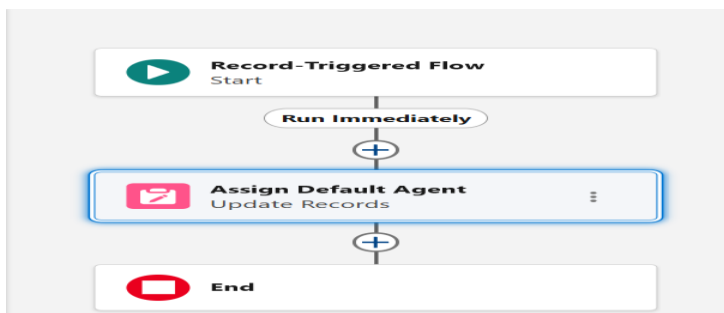 Record-Triggered Flow
Start
Run Immediately
Assign Default Agent
Update Records
End